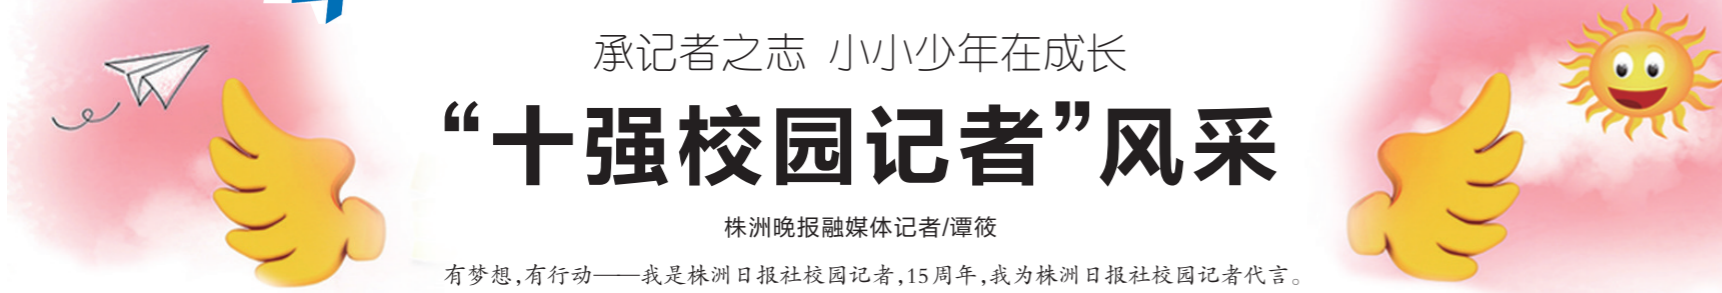 承记者之志 小小少年在成长
“十强校园记者”风采
株洲晚报融媒体记者/谭筱
有梦想,有行动——我是株洲日报社校园记者,15周年,我为株洲日报社校园记者代言。